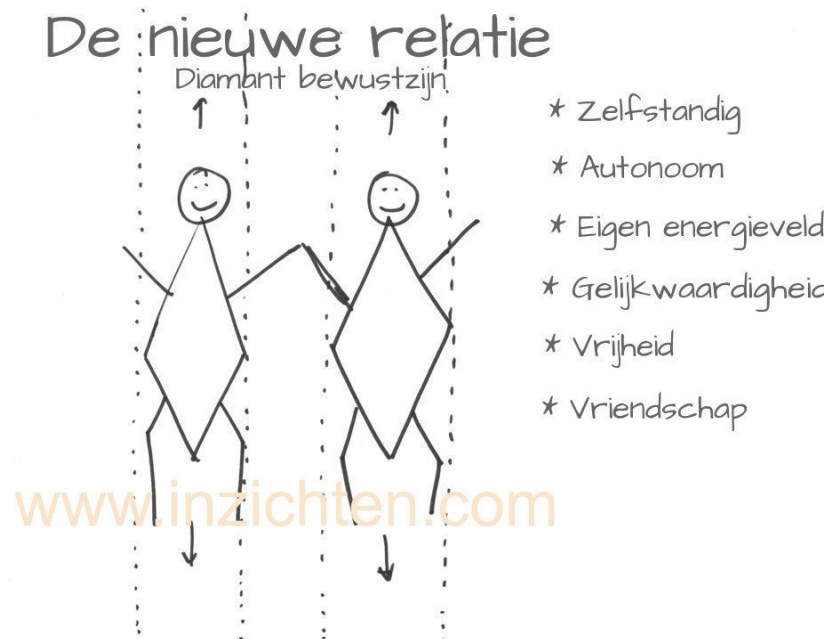 De nieuwe relatie
Diamant bewustzijn
* Zelfstandig
* Autonoom
* Eigen energieveld
* Gelijkwaardigheid
* Vrijheid
* Vriendschap
www.inzichten.com